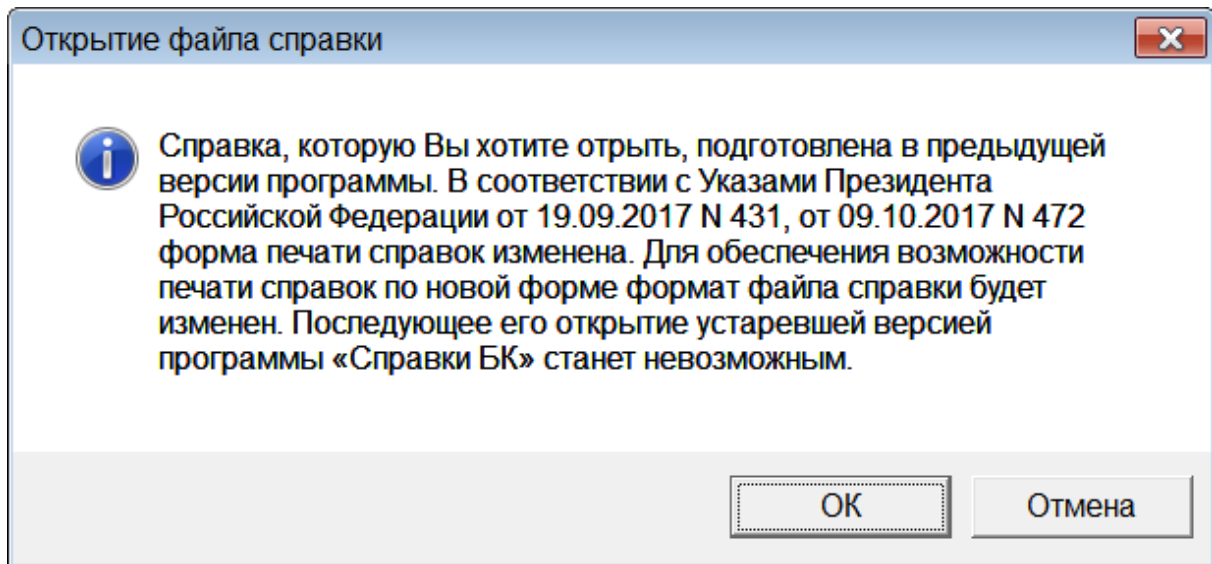 Открытие файла справки
Справка, которую Вы хотите отрыть, подготовлена в предыдущей
версии программы. В соответствии с Указами Президента
Российской Федерации от 19.09.2017 N 431, от 09.10.2017 N 472
форма печати справок изменена. Для обеспечения возможности
печати справок по новой форме формат файла справки будет
изменен. Последующее его открытие устаревшей версией
программы «Справки БК» станет невозможным.
ОК
Отмена